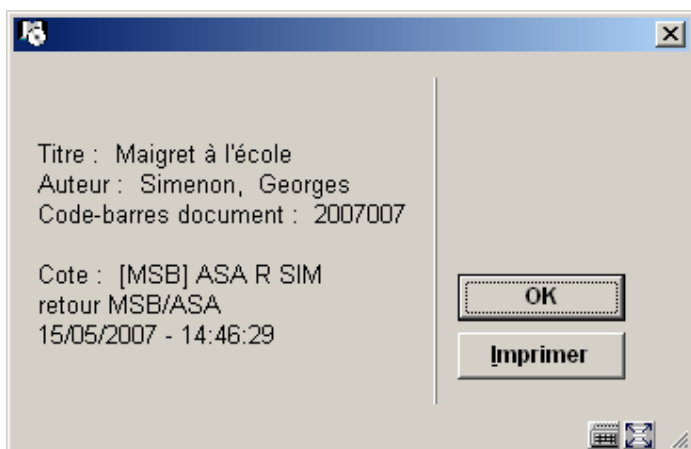 Titre : Maigret à l'école
Auteur : Simenon, Georges
Code-barres document : 2007007
Cote : [MSB] ASA R SIM
retour MSB/ASA
15/05/2007 - 14:46:29
OK
Imprimer